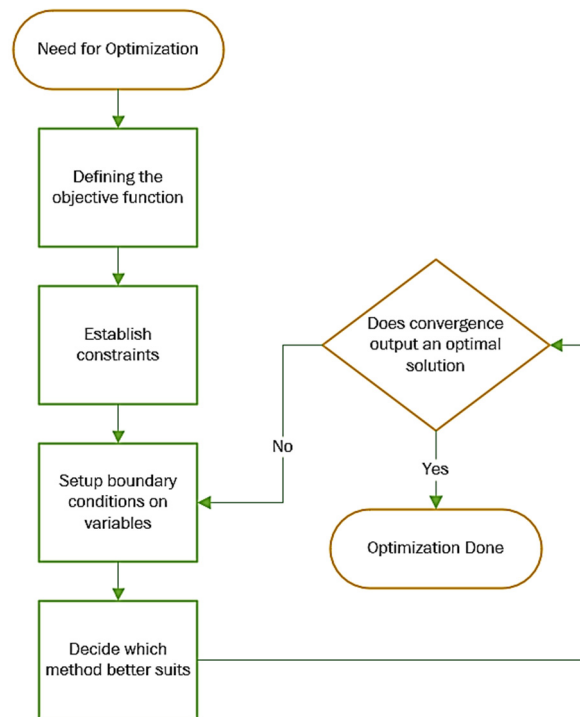 Need for Optimization
Defining the
objective function
Establish
constraints
Does convergence
output an optimal
solution
No
Setup boundary
conditions on
variables
Yes
Optimization Done
Decide which
method better suits